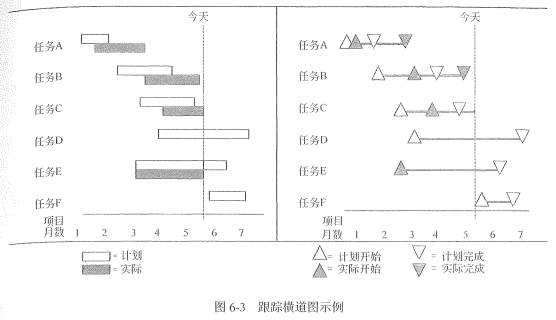 今天
任务A
任务B
任务C
任务D
任务E
任务F
项目
月数 1 2 3 4 5 6 7
= 计划
= 实际
今天
任务A
任务B
任务C
任务D
任务E
任务F
项目
月数 1 2 3 4 5 6 7
= 计划开始 = 计划完成
= 实际开始 = 实际完成
图 6-3 跟踪横道图示例